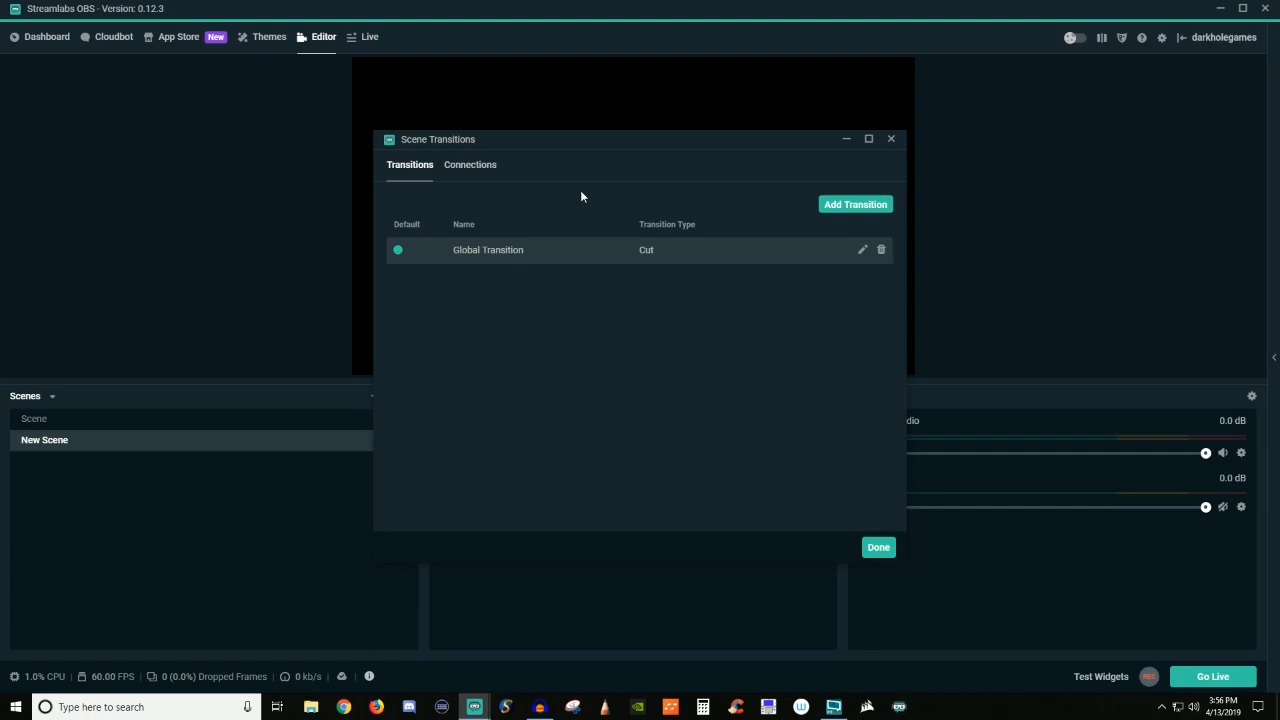 Streamlabs OBS - Version: 0.12.3
Dashboard Cloudbot App Store New Themes Editor Live darkholegames
Scene Transitions
Transitions Connections
Add Transition
Default Name Transition Type
Global Transition Cut
Scenes
Scene
dio 0.0 dB
New Scene
0.0 dB
Done
1.0% CPU 60.00 FPS 0 (0.0%) Dropped Frames 0 kb/s Test Widgets REC Go Live
Type here to search
3:56 PM
4/13/2019